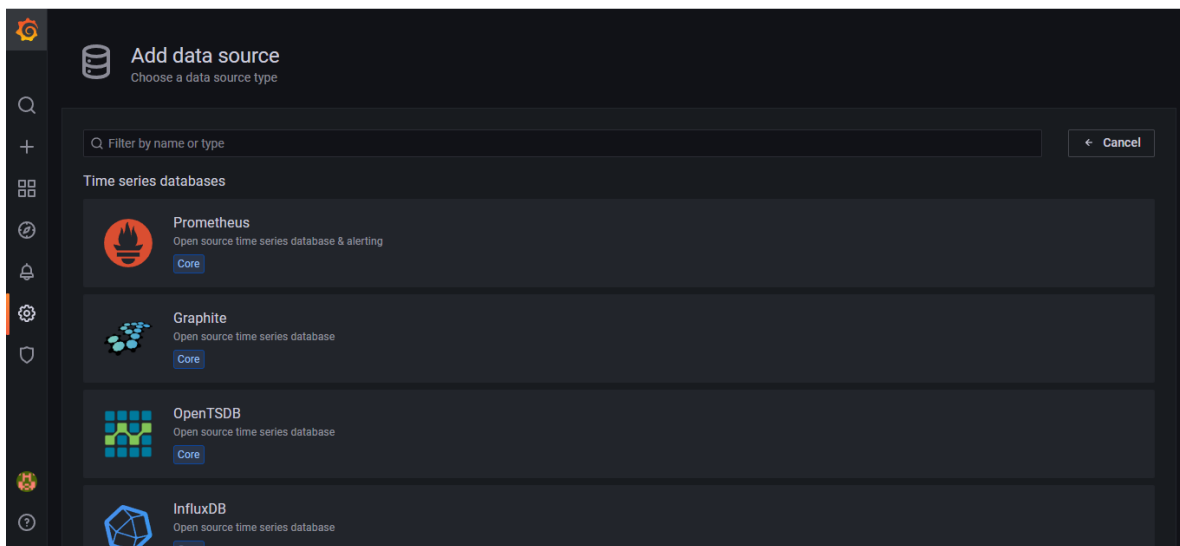 Add data source
Choose a data source type
Filter by name or type
Cancel
Time series databases
Prometheus
Open source time series database & alerting
Core
Graphite
Open source time series database
Core
OpenTSDB
Open source time series database
Core
InfluxDB
Open source time series database